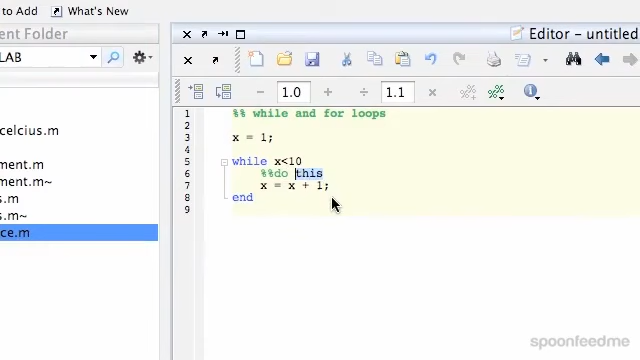 to Add What's New
Editor – untitled
ent Folder
LAB
1.0 1.1
celcius.m
ment.m
ment.m~
s.m
s.m~
ce.m
1 %% while and for loops
2
3 x = 1;
4
5 while x<10
6 %%do this
7 x = x + 1;
8 end
9
spoonfeedme